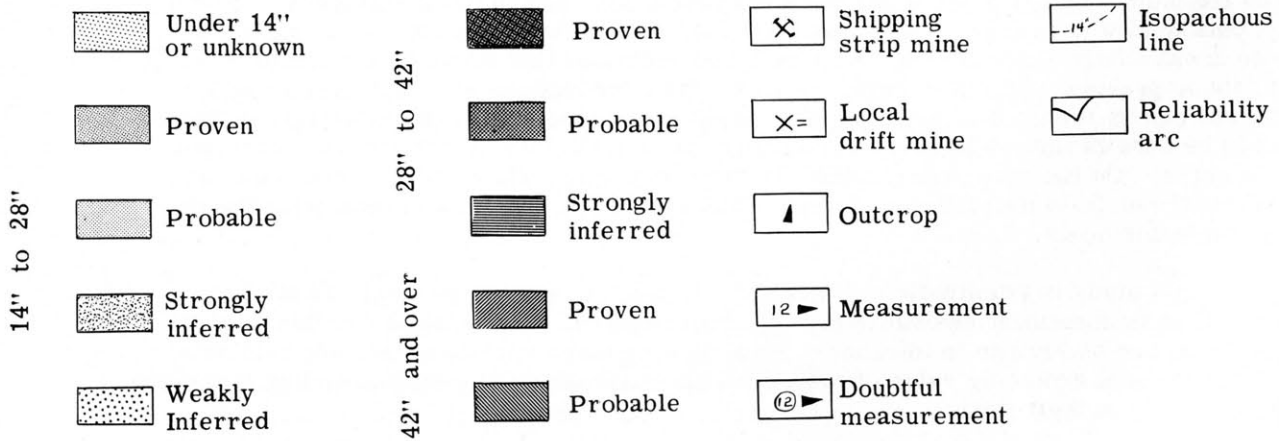 Under 14"
or unknown
14" to 28"
Proven
Probable
Strongly
inferred
Weakly
Inferred
28" to 42"
Proven
Probable
Strongly
inferred
42" and over
Proven
Probable
Shipping
strip mine
Local
drift mine
Outcrop
12
Measurement
12
Doubtful
measurement
14"
Isopachous
line
Reliability
arc